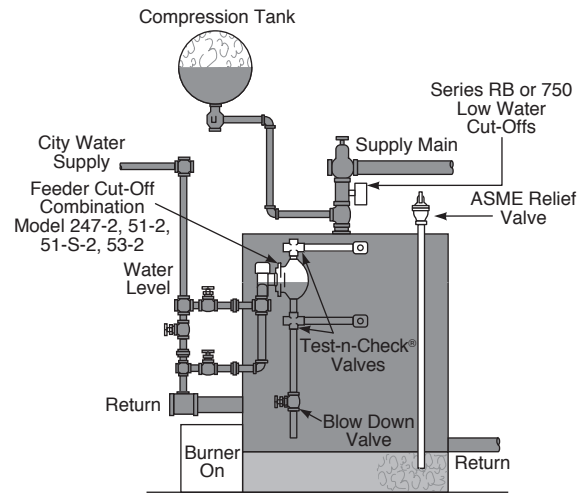 Compression Tank
Series RB or 750
Low Water
Cut-Offs
City Water
Supply
Supply Main
Feeder Cut-Off
Combination
Model 247-2, 51-2,
51-S-2, 53-2
ASME Relief
Valve
Water
Level
Test-n-Check®
Valves
Return
Blow Down
Valve
Burner
On
Return